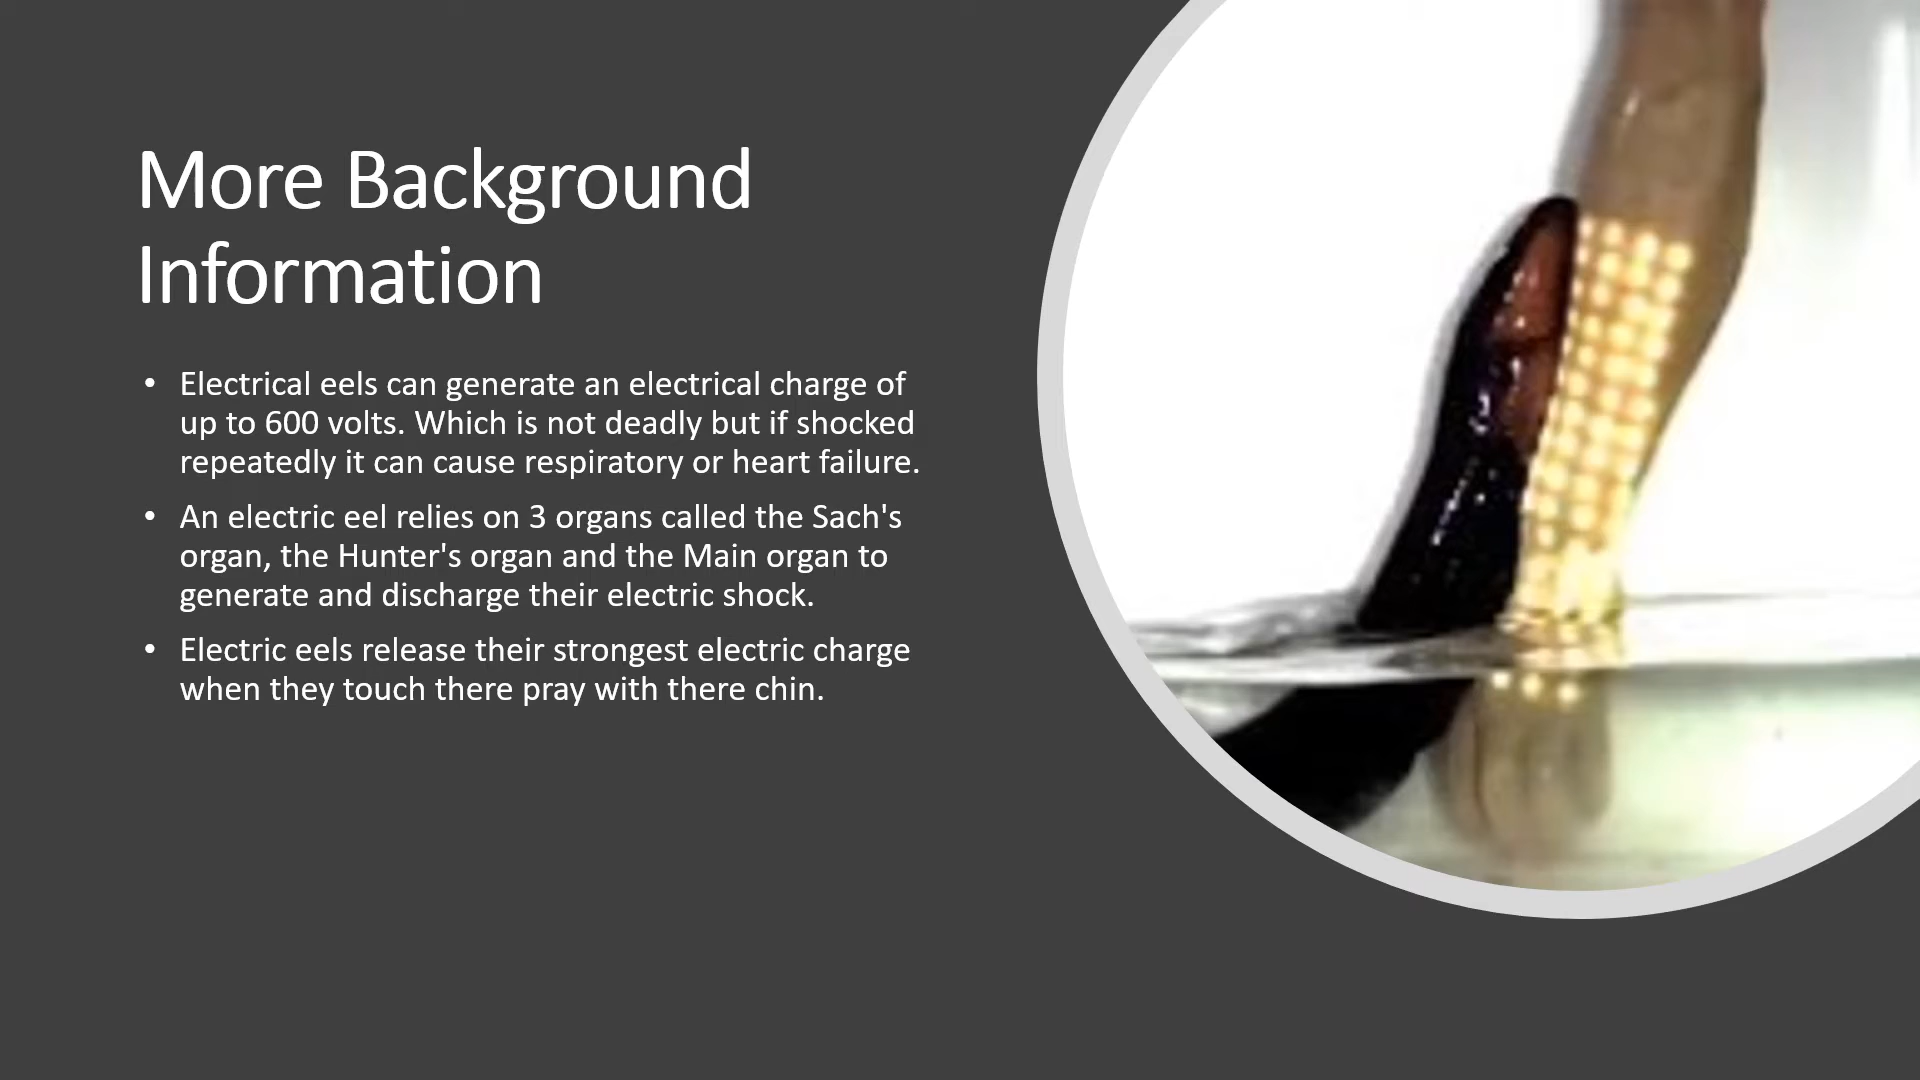 More Background
Information
• Electrical eels can generate an electrical charge of
up to 600 volts. Which is not deadly but if shocked
repeatedly it can cause respiratory or heart failure.
• An electric eel relies on 3 organs called the Sach's
organ, the Hunter's organ and the Main organ to
generate and discharge their electric shock.
• Electric eels release their strongest electric charge
when they touch there pray with there chin.